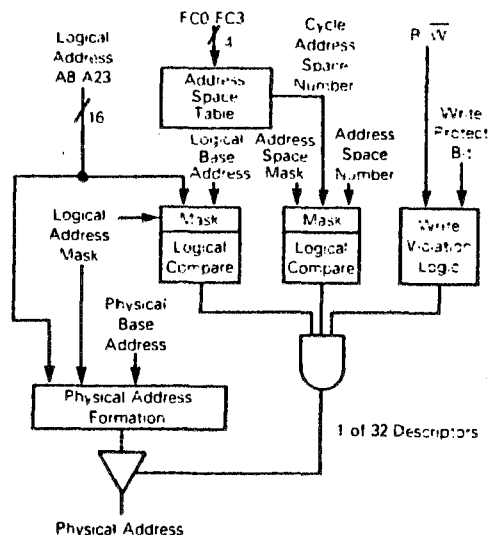 FC0 FC3
4
Logical
Address
A8 A23
16
Cycle
Address
Space
Number
R W
Address
Space
Table
Write
Protect
Bit
Logical
Base
Address
Address
Space
Mask
Address
Space
Number
Logical
Address
Mask
Mask
Logical
Compare
Mask
Logical
Compare
Write
Violation
Logic
Physical
Base
Address
Physical Address
Formation
1 of 32 Descriptors
Physical Address